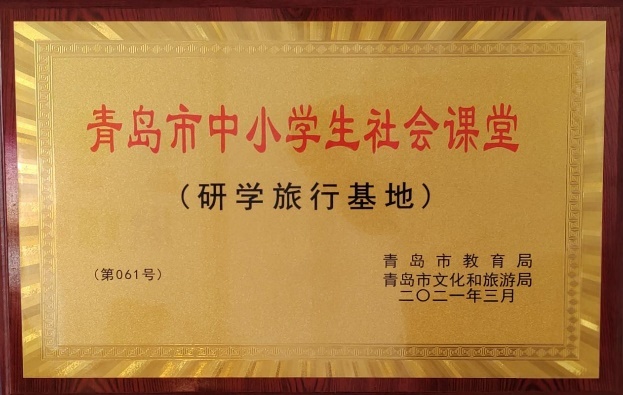 青岛市中小学生社会课堂
（研学旅行基地）
（第061号）
青岛市教育局
青岛市文化和旅游局
二〇二一年三月